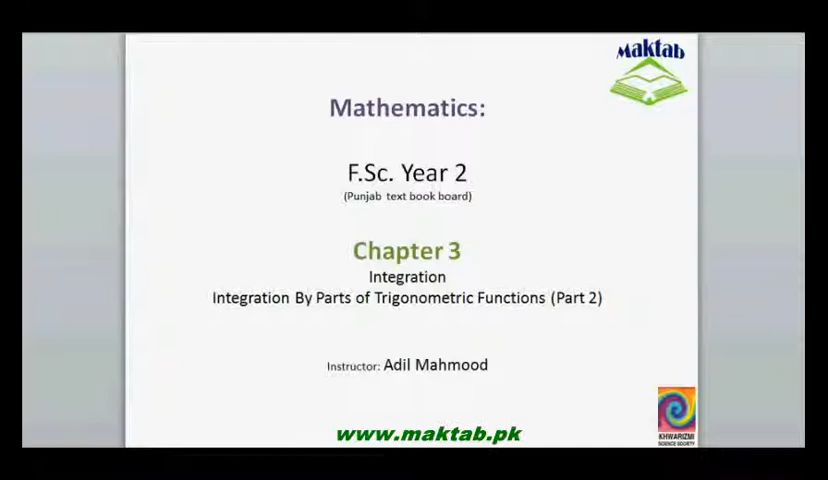 Maktab
Mathematics:
F.Sc. Year 2
(Punjab text book board)
Chapter 3
Integration
Integration By Parts of Trigonometric Functions (Part 2)
Instructor: Adil Mahmood
www.maktab.pk
KHWARIZMI
SCIENCE SOCIETY